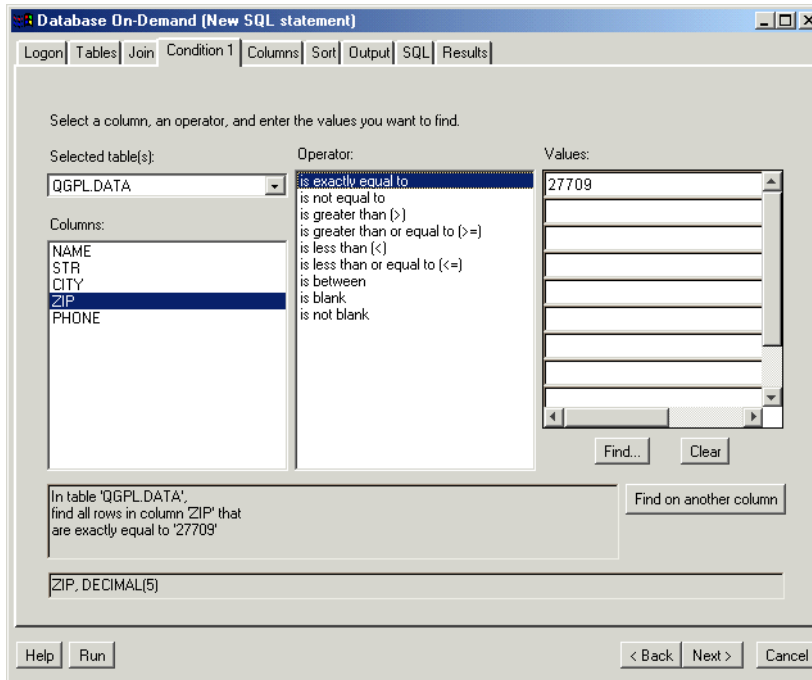 Database On-Demand (New SQL statement)
Logon Tables Join Condition 1 Columns Sort Output SQL Results
Select a column, an operator, and enter the values you want to find.
Selected table(s):
QGPL.DATA
Columns:
NAME
STR
CITY
ZIP
PHONE
Operator:
is exactly equal to
is not equal to
is greater than (>)
is greater than or equal to (>=)
is less than (<)
is less than or equal to (<=)
is between
is blank
is not blank
Values:
27709
Find... Clear
In table 'QGPL.DATA',
find all rows in column 'ZIP' that
are exactly equal to '27709'
Find on another column
ZIP, DECIMAL(5)
Help Run < Back Next > Cancel